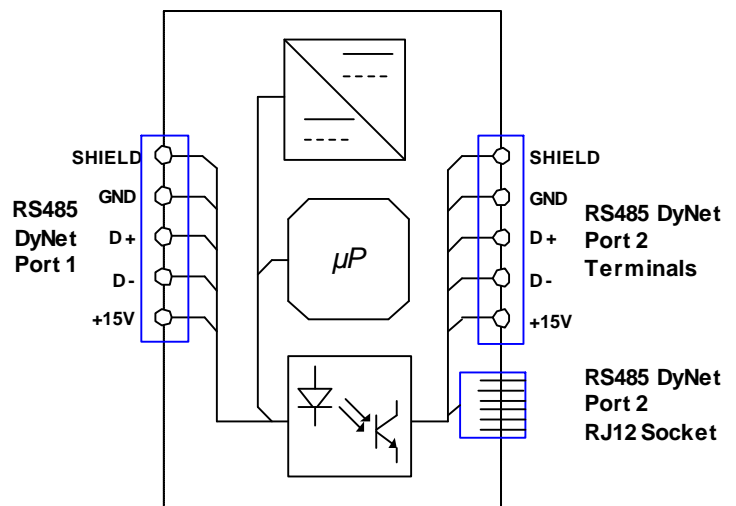 SHIELD
GND
D+
D-
+15V
RS485
DyNet
Port 1
µP
SHIELD
GND
D+
D-
+15V
RS485 DyNet
Port 2
Terminals
RS485 DyNet
Port 2
RJ12 Socket